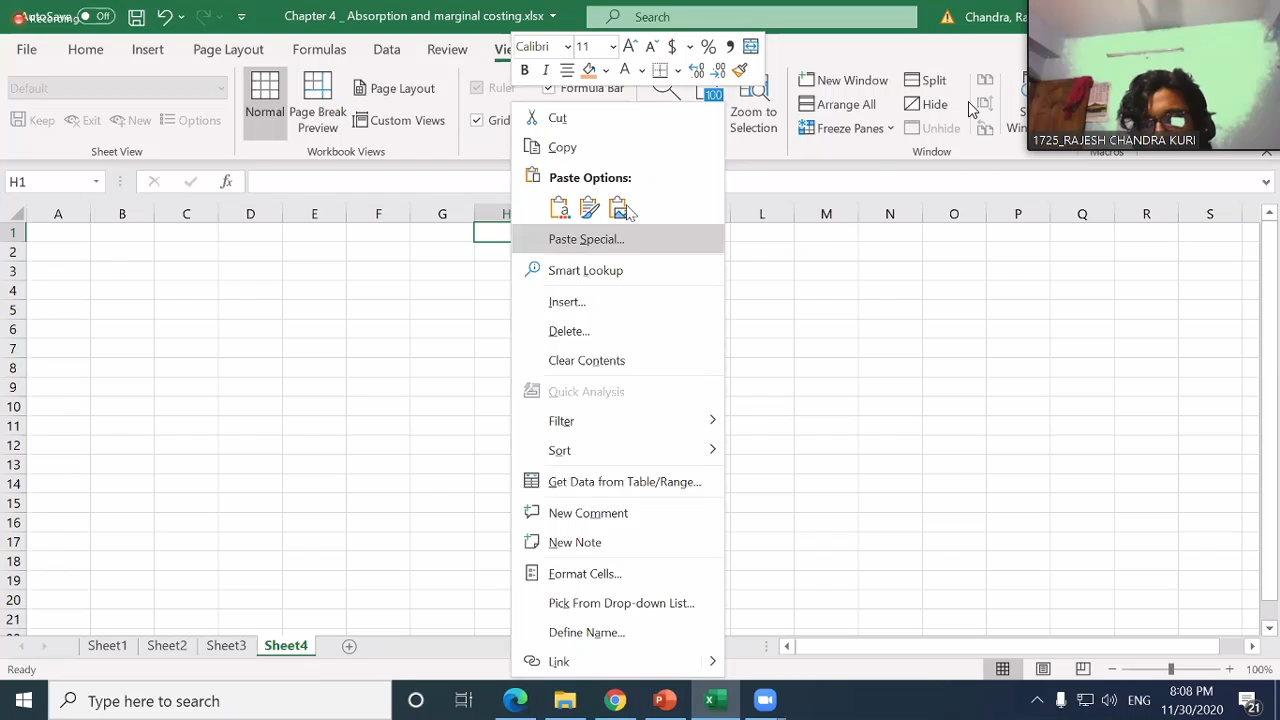 AutoSave Off
Chapter 4 _ Absorption and marginal costing.xlsx
Search
Chandra, Ra
File Home Insert Page Layout Formulas Data Review Vie
Calibri 11 A A $ % ,
B I A
Default
Keep Exit New Options
Sheet View
Normal
Page Break Preview
Page Layout
Custom Views
Workbook Views
Ruler
Formula Bar
Grid
100
Zoom to Selection
New Window
Arrange All
Freeze Panes
Split
Hide
Unhide
Window
Macros
1725_RAJESH CHANDRA KURI
H1
fx
A B C D E F G H L M N O P Q R S
1
2
3
4
5
6
7
8
9
10
11
12
13
14
15
16
17
18
19
20
21
Cut
Copy
Paste Options:
Paste Special...
Smart Lookup
Insert...
Delete...
Clear Contents
Quick Analysis
Filter
Sort
Get Data from Table/Range...
New Comment
New Note
Format Cells...
Pick From Drop-down List...
Define Name...
Link
Sheet1 Sheet2 Sheet3 Sheet4
Ready
100%
Type here to search
ENG
8:08 PM
11/30/2020
21